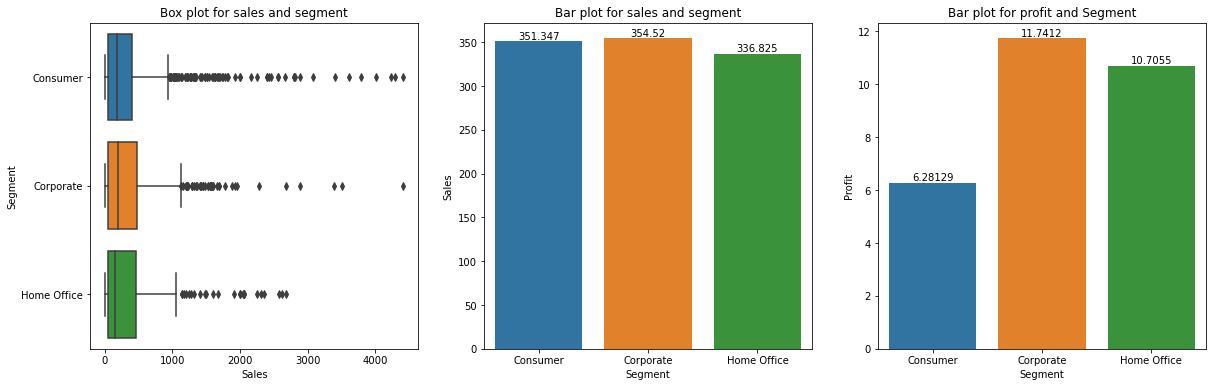 Box plot for sales and segment
Consumer
Corporate
Home Office
Segment
0 1000 2000 3000 4000
Sales
Bar plot for sales and segment
351.347 354.52 336.825
350
300
250
200
150
100
50
0
Sales
Consumer Corporate Home Office
Segment
Bar plot for profit and Segment
6.28129 11.7412 10.7055
12
10
8
6
4
2
0
Profit
Consumer Corporate Home Office
Segment